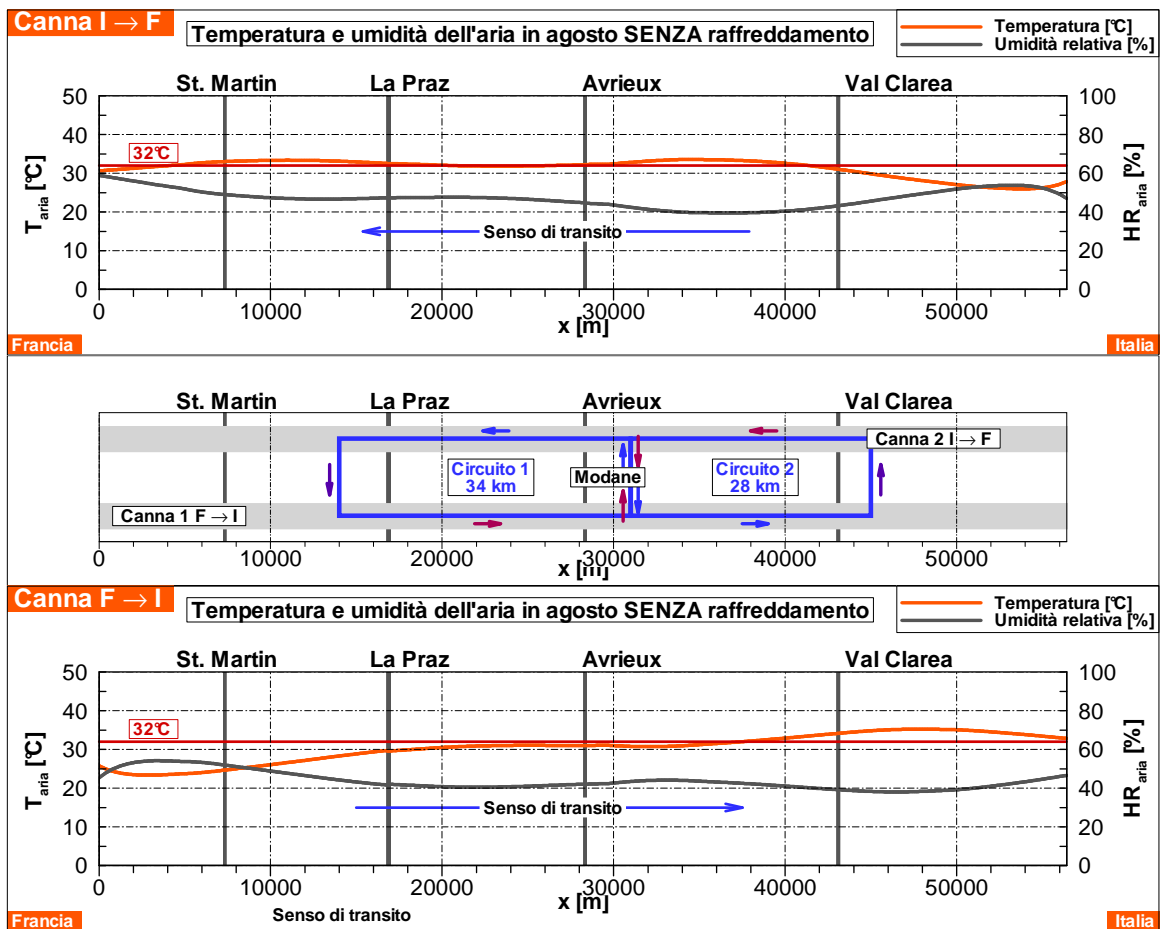 Canna I → F
Temperatura e umidità dell'aria in agosto SENZA raffreddamento
Temperatura [°C]
Umidità relativa [%]
St. Martin La Praz Avrieux Val Clarea
50 100
40 80
32°C
30 60
20 40
Senso di transito
10 20
0 0
T aria [°C]
HR aria [%]
0 10000 20000 30000 40000 50000
x [m]
Francia Italia
St. Martin La Praz Avrieux Val Clarea
Canna 2 I → F
Circuito 1
34 km
Modane
Circuito 2
28 km
Canna 1 F → I
0 10000 20000 30000 40000 50000
x [m]
Canna F → I
Temperatura e umidità dell'aria in agosto SENZA raffreddamento
Temperatura [°C]
Umidità relativa [%]
St. Martin La Praz Avrieux Val Clarea
50 100
40 80
32°C
30 60
20 40
Senso di transito
10 20
0 0
T aria [°C]
HR aria [%]
0 10000 20000 30000 40000 50000
x [m]
Senso di transito
Francia Italia